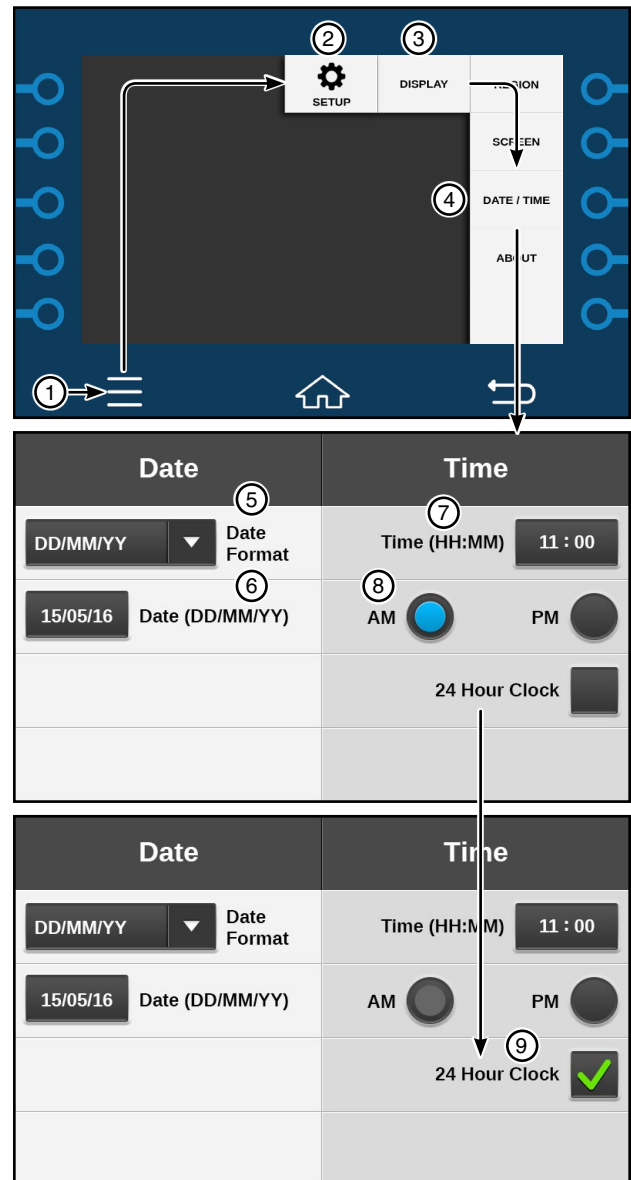 2 3
SETUP DISPLAY REGION
SCREEN
4 DATE / TIME
ABOUT
1
Date Time
5 7
DD/MM/YY Date Format Time (HH:MM) 11 : 00
6 8
15/05/16 Date (DD/MM/YY) AM PM
24 Hour Clock
Date Time
DD/MM/YY Date Format Time (HH:MM) 11 : 00
15/05/16 Date (DD/MM/YY) AM PM
9
24 Hour Clock